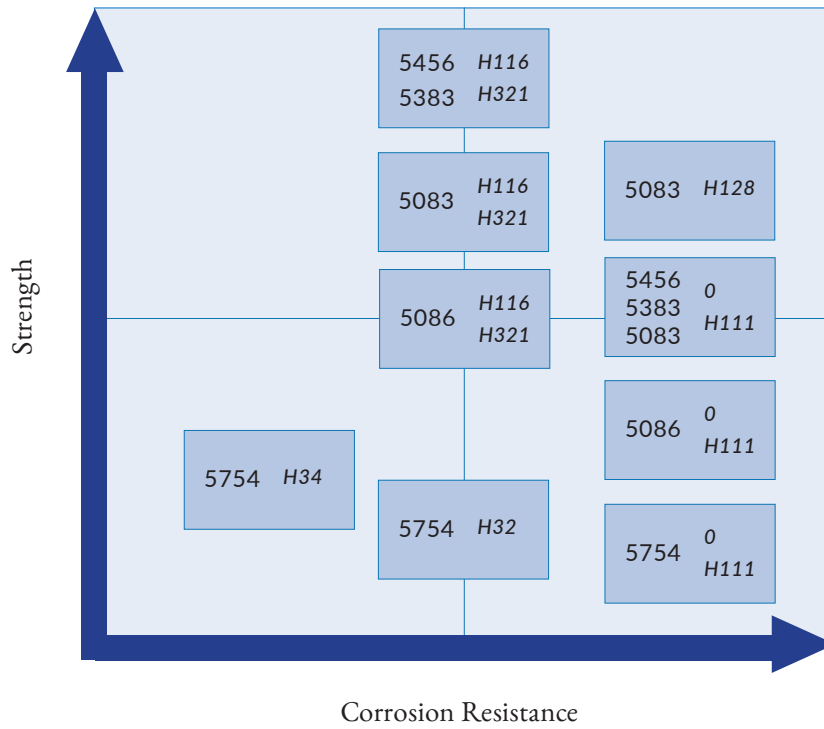 5456 H116
5383 H321
5083 H116
H321
5083 H128
5086 H116
H321
5456
5383
5083
0
H111
5086 0
H111
5754 H34
5754 H32
5754 0
H111
Strength
Corrosion Resistance